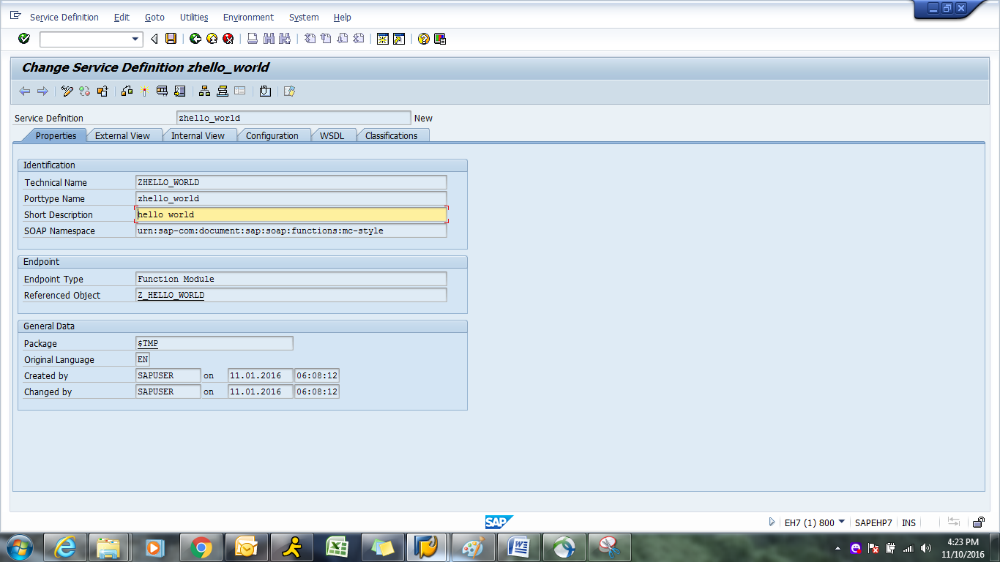 Service Definition Edit Goto Utilities Environment System Help
Change Service Definition zhello_world
Service Definition zhello_world New
Properties External View Internal View Configuration WSDL Classifications
Identification
Technical Name ZHELLO_WORLD
Porttype Name zhello_world
Short Description hello world
SOAP Namespace urn:sap-com:document:sap:soap:functions:mc-style
Endpoint
Endpoint Type Function Module
Referenced Object Z_HELLO_WORLD
General Data
Package $TMP
Original Language EN
Created by SAPUSER on 11.01.2016 06:08:12
Changed by SAPUSER on 11.01.2016 06:08:12
SAP EH7 (1) 800 SAPEHP7 INS
4:23 PM
11/10/2016